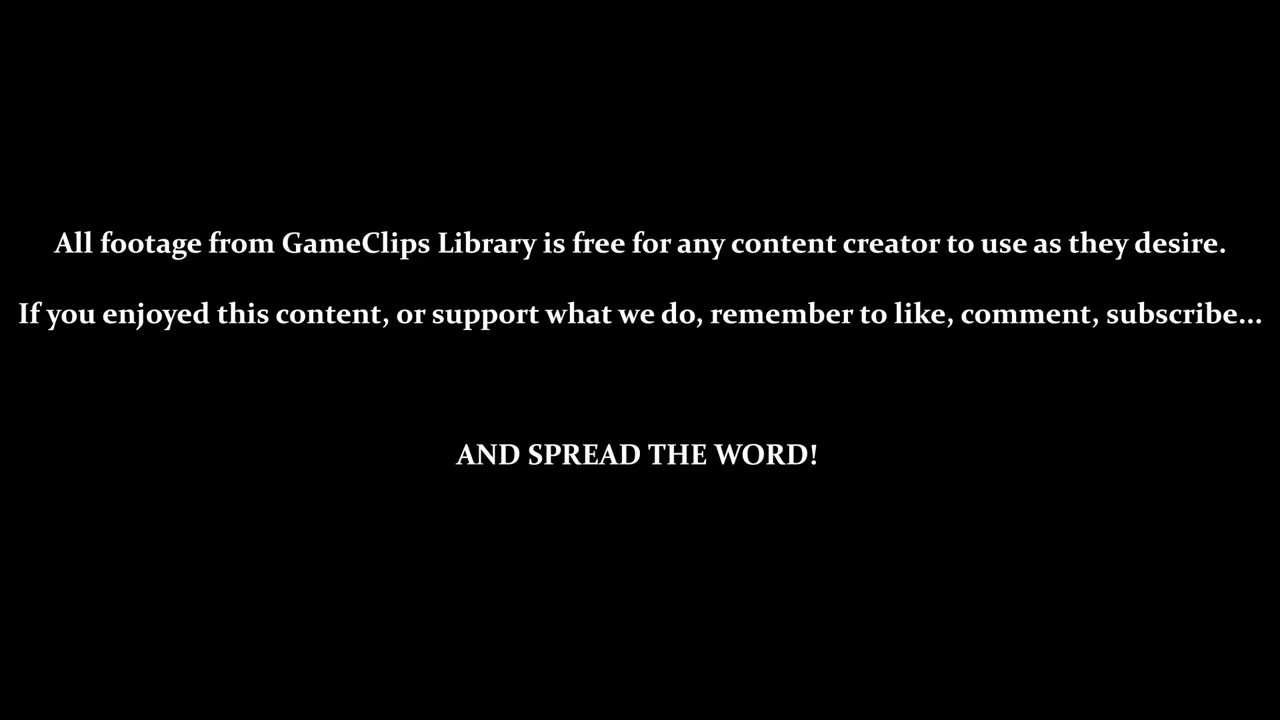 All footage from GameClips Library is free for any content creator to use as they desire.
If you enjoyed this content, or support what we do, remember to like, comment, subscribe...
AND SPREAD THE WORD!